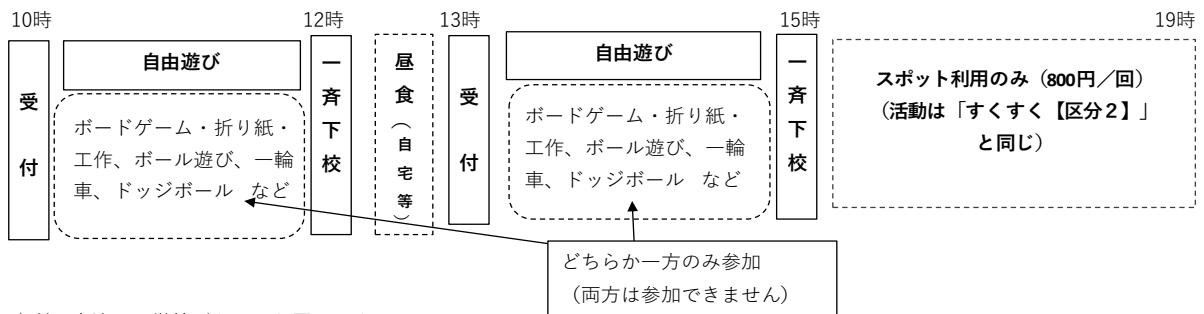 10時 12時 13時 15時 19時
受付
自由遊び
ボードゲーム・折り紙・
工作、ボール遊び、一輪
車、ドッジボール など
一斉下校
昼食（自宅等）
受付
自由遊び
ボードゲーム・折り紙・
工作、ボール遊び、一輪
車、ドッジボール など
一斉下校
スポット利用のみ（800円／回）
（活動は「すくすく【区分２】」
と同じ）
どちらか一方のみ参加
（両方は参加できません）